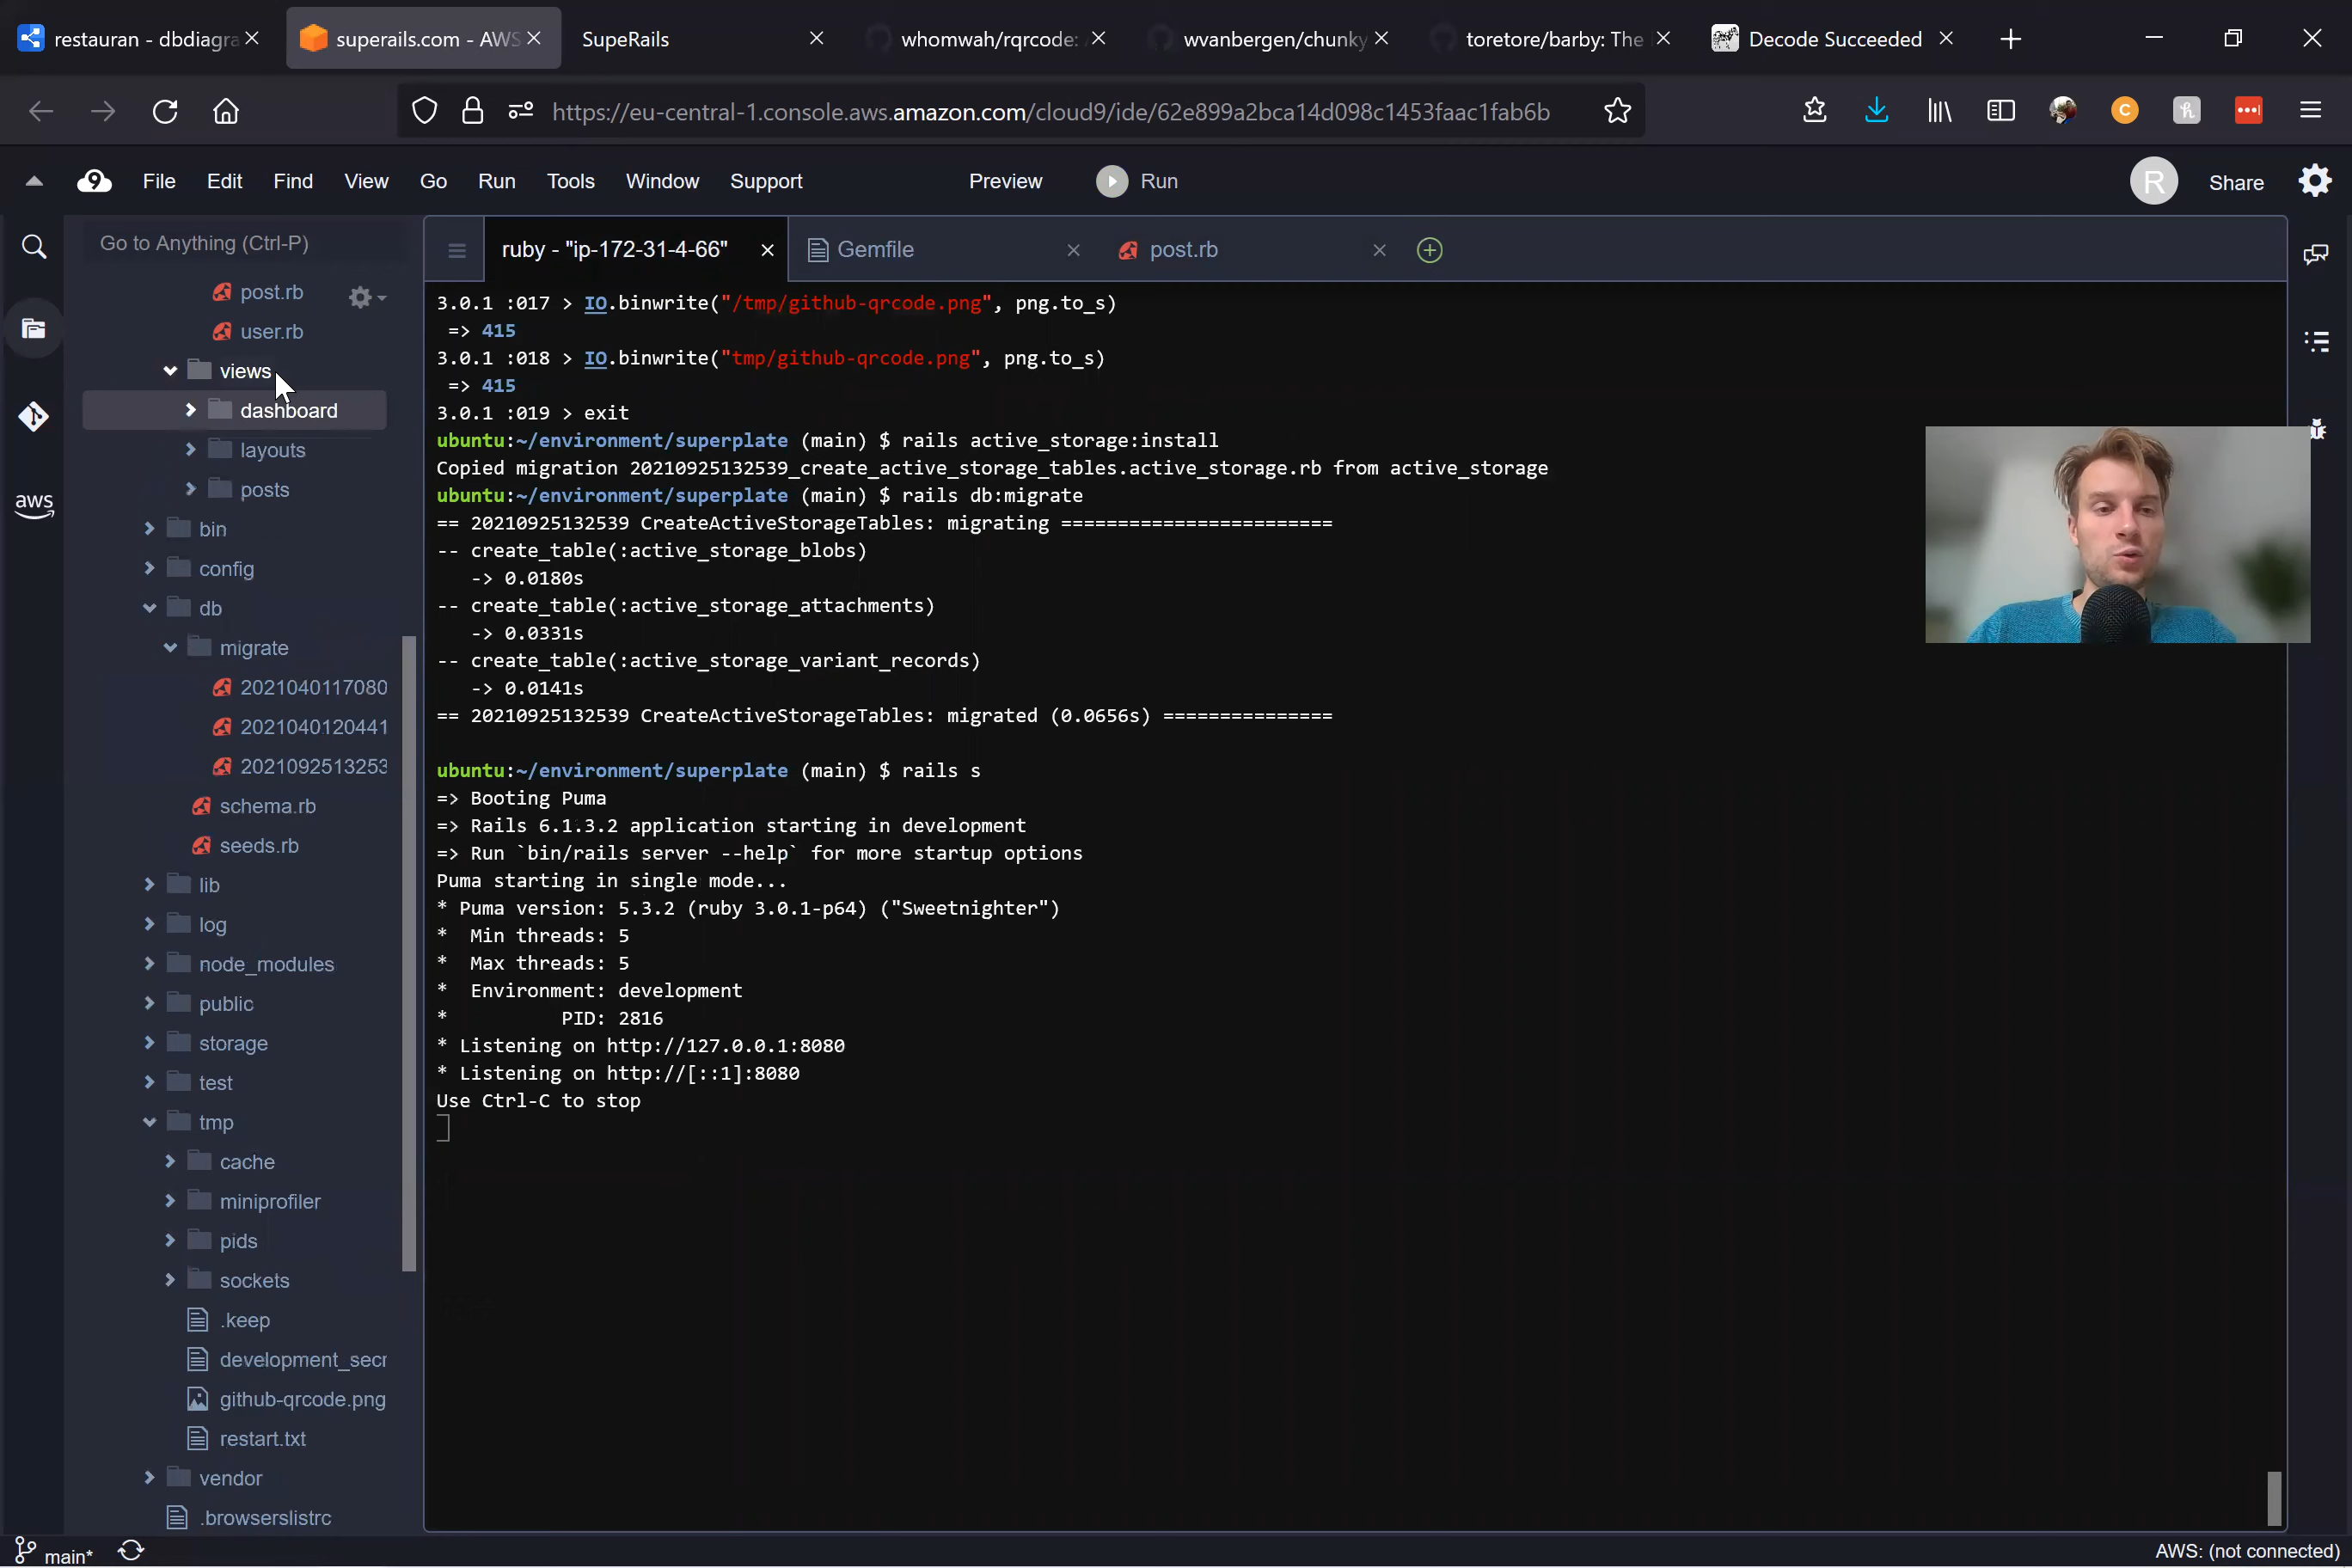 restauran - dbdiagra
superails.com - AWS
SupeRails
whomwah/rqrcode:
wvanbergen/chunky
toretore/barby: The
Decode Succeeded
https://eu-central-1.console.aws.amazon.com/cloud9/ide/62e899a2bca14d098c1453faac1fab6b
9 File Edit Find View Go Run Tools Window Support Preview Run R Share
Go to Anything (Ctrl-P)
post.rb
user.rb
views
dashboard
layouts
posts
aws
bin
config
db
migrate
2021040117080
2021040120441
2021092513253
schema.rb
seeds.rb
lib
log
node_modules
public
storage
test
tmp
cache
miniprofiler
pids
sockets
.keep
development_secr
github-qrcode.png
restart.txt
vendor
.browserslistrc
ruby - "ip-172-31-4-66"
Gemfile
post.rb
3.0.1 :017 > IO.binwrite("/tmp/github-qrcode.png", png.to_s)
=> 415
3.0.1 :018 > IO.binwrite("tmp/github-qrcode.png", png.to_s)
=> 415
3.0.1 :019 > exit
ubuntu:~/environment/superplate (main) $ rails active_storage:install
Copied migration 20210925132539_create_active_storage_tables.active_storage.rb from active_storage
ubuntu:~/environment/superplate (main) $ rails db:migrate
== 20210925132539 CreateActiveStorageTables: migrating ========================
-- create_table(:active_storage_blobs)
-> 0.0180s
-- create_table(:active_storage_attachments)
-> 0.0331s
-- create_table(:active_storage_variant_records)
-> 0.0141s
== 20210925132539 CreateActiveStorageTables: migrated (0.0656s) ===============
ubuntu:~/environment/superplate (main) $ rails s
=> Booting Puma
=> Rails 6.1.3.2 application starting in development
=> Run `bin/rails server --help` for more startup options
Puma starting in single mode...
* Puma version: 5.3.2 (ruby 3.0.1-p64) ("Sweetnighter")
* Min threads: 5
* Max threads: 5
* Environment: development
* PID: 2816
* Listening on http://127.0.0.1:8080
* Listening on http://[::1]:8080
Use Ctrl-C to stop
main*
AWS: (not connected)